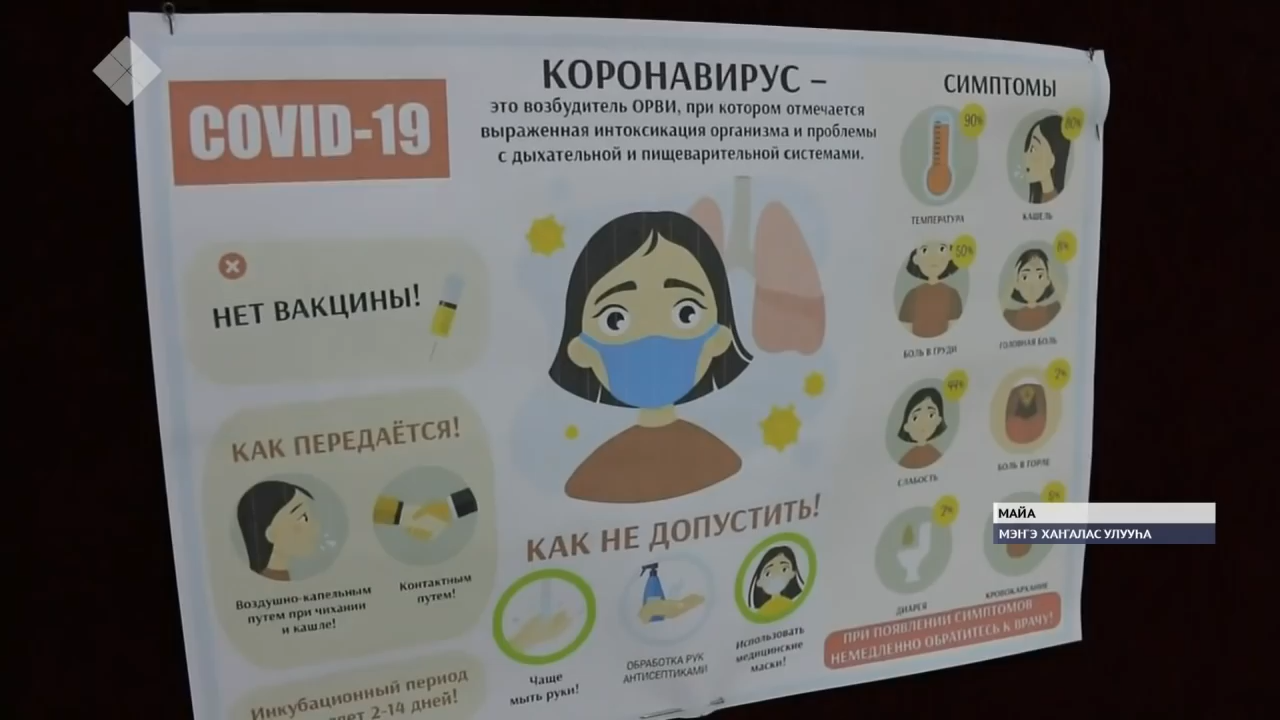 COVID-19
КОРОНАВИРУС –
это возбудитель ОРВИ, при котором отмечается
выраженная интоксикация организма и проблемы
с дыхательной и пищеварительной системами.
НЕТ ВАКЦИНЫ!
КАК ПЕРЕДАЁТСЯ!
Воздушно-капельным
путем при чихании
и кашле!
Контактным
путем!
Инкубационный период
2-14 дней!
КАК НЕ ДОПУСТИТЬ!
Чаще
мыть руки!
ОБРАБОТКА РУК
АНТИСЕПТИКАМИ
Использовать
медицинские
маски!
СИМПТОМЫ
90%
ТЕМПЕРАТУРА
80%
КАШЕЛЬ
50%
БОЛЬ В ГРУДИ
8%
ГОЛОВНАЯ БОЛЬ
44%
СЛАБОСТЬ
2%
БОЛЬ В ГОРЛЕ
2%
ДИАРЕЯ
5%
КРОВОХАРКАНИЕ
ПРИ ПОЯВЛЕНИИ СИМПТОМОВ
НЕМЕДЛЕННО ОБРАТИТЕСЬ К ВРАЧУ!
МАЙА
МЭҤЭ ХАҤАЛАС УЛУУҺА